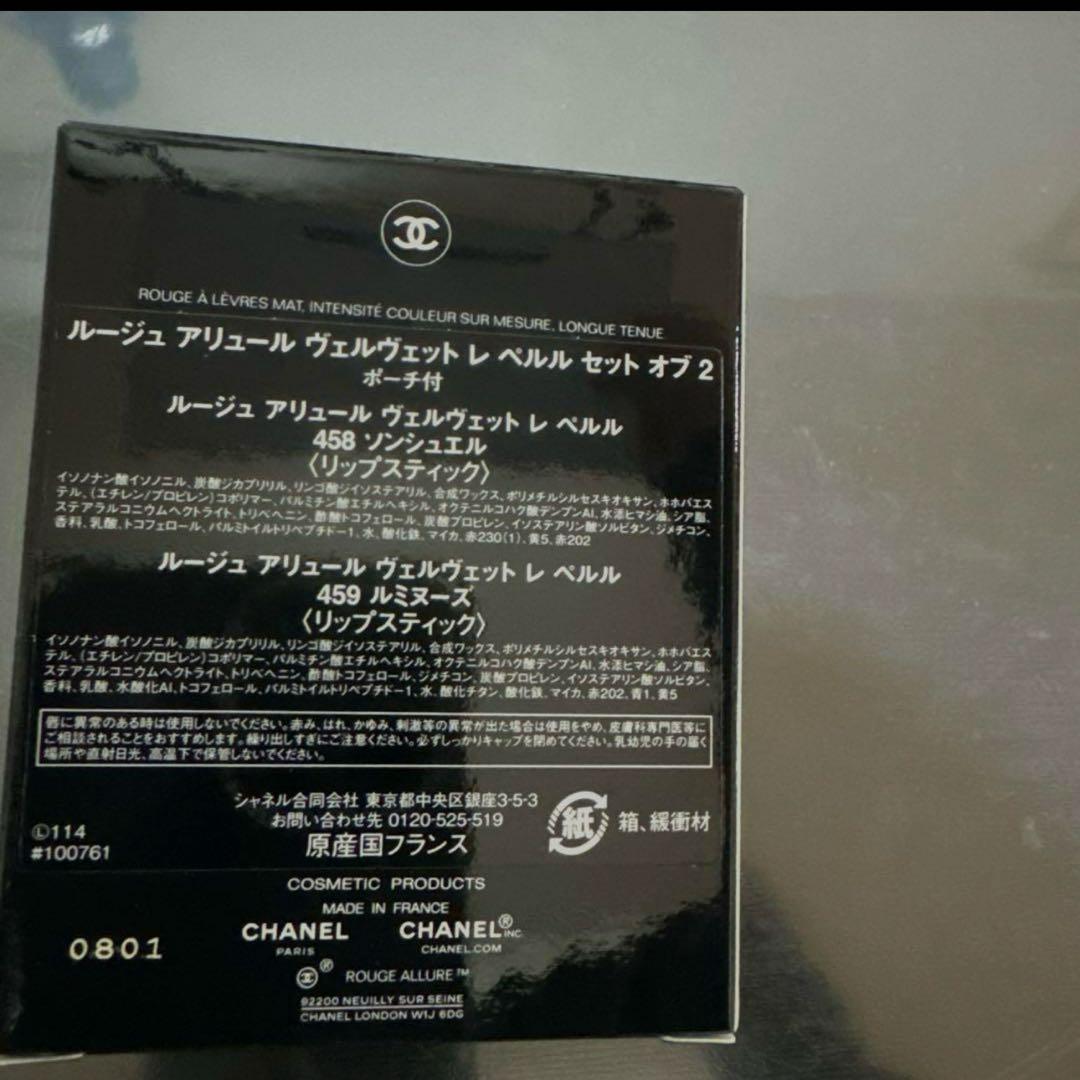 ROUGE À LÈVRES MAT, INTENSITÉ COULEUR SUR MESURE, LONGUE TENUE
ルージュ アリュール ヴェルヴェット レ ペルル セット オブ 2
ポーチ付
ルージュ アリュール ヴェルヴェット レ ペルル
458 ソンシュエル
〈リップスティック〉
イソノナン酸イソノニル、炭酸ジカプリリル、リンゴ酸ジイソステアリル、合成ワックス、ポリメチルシルセスキオキサン、ホホバエス
テル、(エチレン/プロピレン)コポリマー、パルミチン酸エチルヘキシル、オクテニルコハク酸デンプンAl、水添ヒマシ油、シア脂、
ステアラルコニウムヘクトライト、トリベヘニン、酢酸トコフェロール、炭酸プロピレン、イソステアリン酸ソルビタン、ジメチコン、
香料、乳酸、トコフェロール、パルミトイルトリペプチドー1、水、酸化鉄、マイカ、赤230(1)、黄5、赤202
ルージュ アリュール ヴェルヴェット レ ペルル
459 ルミヌーズ
〈リップスティック〉
イソノナン酸イソノニル、炭酸ジカプリリル、リンゴ酸ジイソステアリル、合成ワックス、ポリメチルシルセスキオキサン、ホホバエス
テル、(エチレン/プロピレン)コポリマー、パルミチン酸エチルヘキシル、オクテニルコハク酸デンプンAl、水添ヒマシ油、シア脂、
ステアラルコニウムヘクトライト、トリベヘニン、酢酸トコフェロール、ジメチコン、炭酸プロピレン、イソステアリン酸ソルビタン、
香料、乳酸、水酸化Al、トコフェロール、パルミトイルトリペプチドー1、水、酸化チタン、酸化鉄、マイカ、赤202、青1、黄5
唇に異常のある時は使用しないでください。赤み、はれ、かゆみ、刺激等の異常が出た場合は使用をやめ、皮膚科専門医等に
ご相談されることをおすすめします。繰り出しすぎにご注意ください。必ずしっかりキャップを閉めてください。乳幼児の手の届く
場所や直射日光、高温下で保管しないでください。
シャネル合同会社 東京都中央区銀座3-5-3
お問い合わせ先 0120-525-519
原産国フランス
紙 箱、緩衝材
Ⓛ114
#100761
COSMETIC PRODUCTS
MADE IN FRANCE
CHANEL CHANEL® INC.
PARIS CHANEL.COM
0801
® ROUGE ALLURE™
92200 NEUILLY SUR SEINE
CHANEL LONDON W1J 6DG